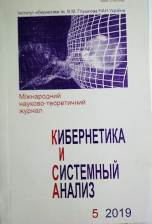 Інститут кібернетики ім. В.М. Глушкова НАН України
Міжнародний
науково-теоретичний
журнал
КИБЕРНЕТИКА
И
СИСТЕМНЫЙ
АНАЛИЗ
5 2019